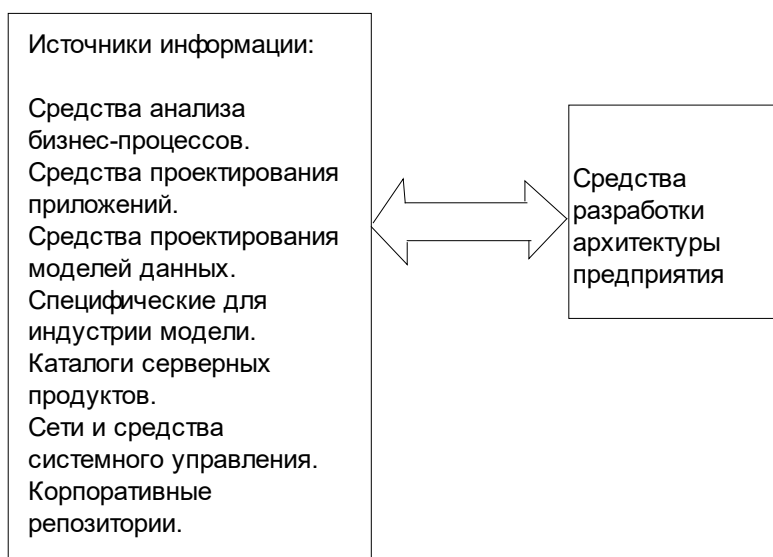 Источники информации:
Средства анализа
бизнес-процессов.
Средства проектирования
приложений.
Средства проектирования
моделей данных.
Специфические для
индустрии модели.
Каталоги серверных
продуктов.
Сети и средства
системного управления.
Корпоративные
репозитории.
Средства
разработки
архитектуры
предприятия